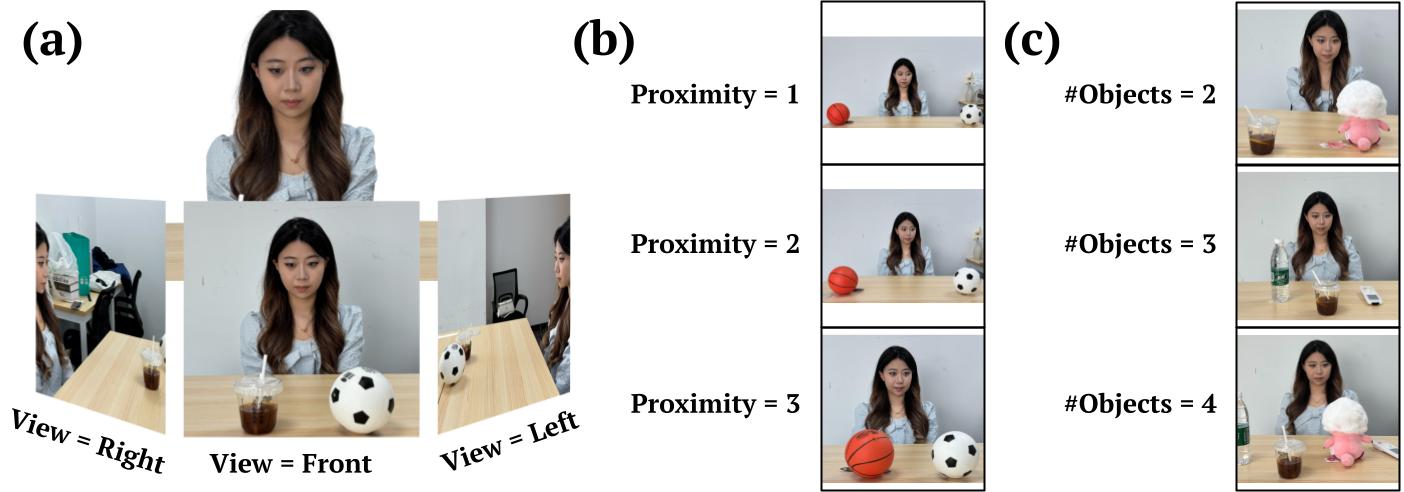 (a)
View = Right
View = Front
View = Left
(b)
Proximity = 1
Proximity = 2
Proximity = 3
(c)
#Objects = 2
#Objects = 3
#Objects = 4